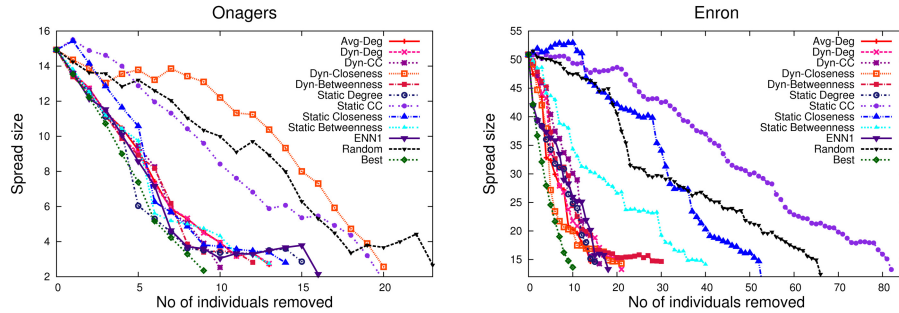 Onagers
Spread size
16
14
12
10
8
6
4
2
0
5
10
15
20
No of individuals removed
Avg-Deg
Dyn-Deg
Dyn-CC
Dyn-Closeness
Dyn-Betweenness
Static Degree
Static CC
Static Closeness
Static Betweenness
ENN1
Random
Best
Enron
Spread size
55
50
45
40
35
30
25
20
15
0
10
20
30
40
50
60
70
80
No of individuals removed
Avg-Deg
Dyn-Deg
Dyn-CC
Dyn-Closeness
Dyn-Betweenness
Static Degree
Static CC
Static Closeness
Static Betweenness
ENN1
Random
Best